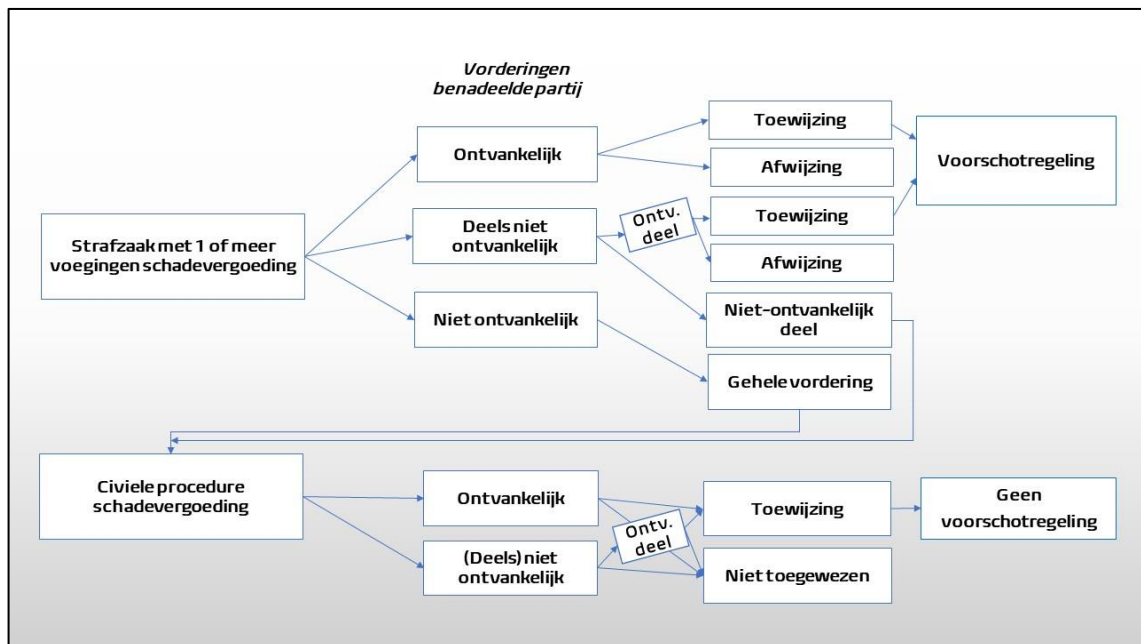 Vorderingen
benadeelde partij
Ontvankelijk
Toewijzing
Afwijzing
Voorschotregeling
Strafzaak met 1 of meer
voegingen schadevergoeding
Deels niet
ontvankelijk
Ontv.
deel
Toewijzing
Afwijzing
Niet ontvankelijk
Niet-ontvankelijk
deel
Gehele vordering
Civiele procedure
schadevergoeding
Ontvankelijk
(Deels) niet
ontvankelijk
Ontv.
deel
Toewijzing
Niet toegewezen
Geen
voorschotregeling